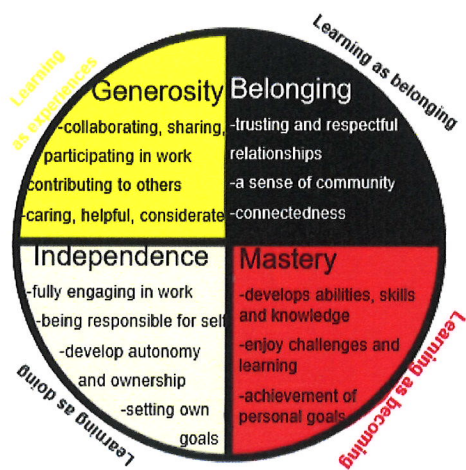 Learning
as experiences
Learning as belonging
Generosity
-collaborating, sharing,
participating in work
contributing to others
-caring, helpful, considerate
Belonging
-trusting and respectful
relationships
-a sense of community
-connectedness
Independence
-fully engaging in work
-being responsible for self
-develop autonomy
and ownership
-setting own
goals
Mastery
-develops abilities, skills
and knowledge
-enjoy challenges and
learning
-achievement of
personal goals
Learning as doing
Learning as becoming